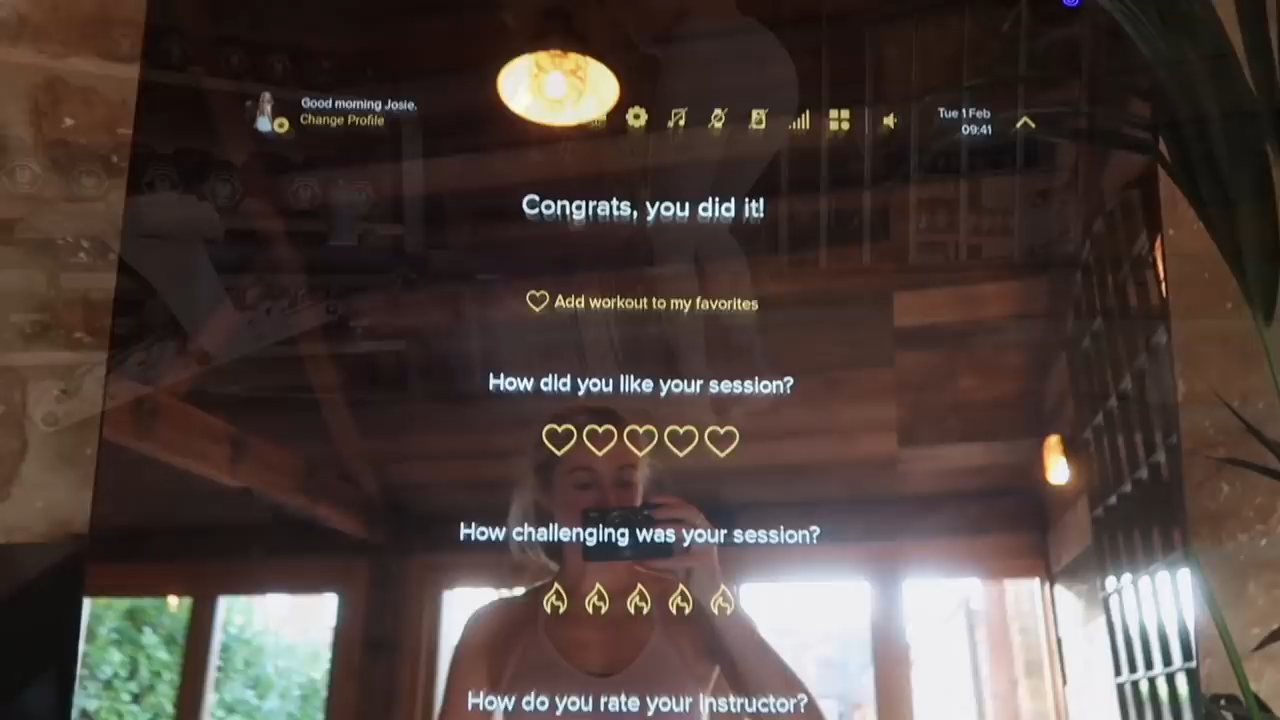 Good morning Josie.
Change Profile
Tue 1 Feb
09:41
Congrats, you did it!
Add workout to my favorites
How did you like your session?
How challenging was your session?
How do you rate your instructor?